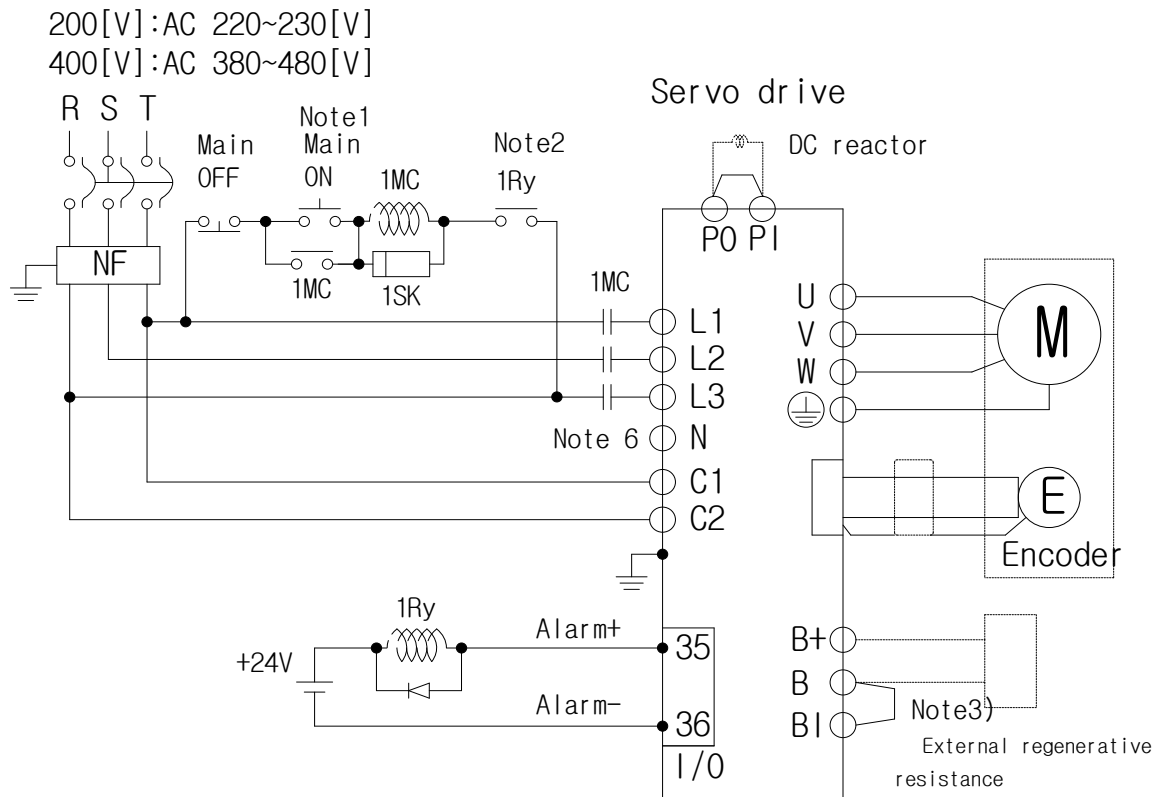 200[V]:AC 220~230[V]
400[V]:AC 380~480[V]
R S T
Main
OFF
Note1
Main
ON
1MC
Note2
1Ry
Servo drive
DC reactor
PO PI
NF
1MC
1SK
1MC
L1
L2
L3
Note 6
N
C1
C2
U
V
W
M
E
Encoder
1Ry
+24V
Alarm+
35
Alarm-
36
I/O
B+
B
BI
Note3)
External regenerative
resistance